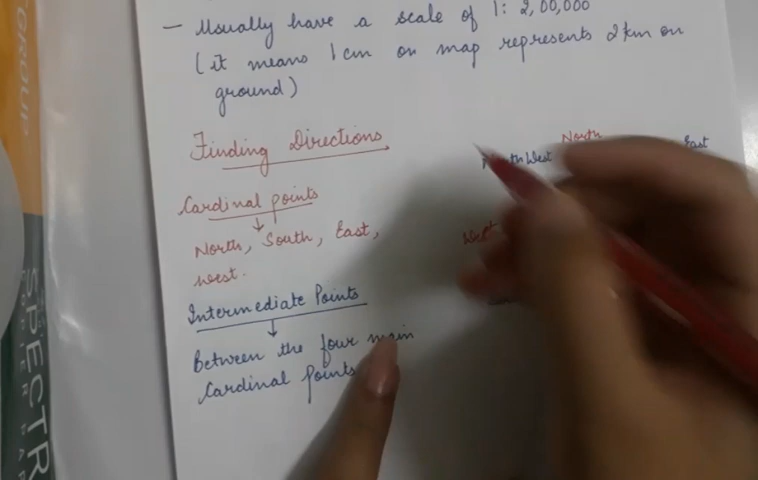 - Usually have a scale of 1: 2,00,000
(it means 1 cm on map represents 2 km on
ground)
Finding Directions
North
North West
East
Cardinal points
North, South, East,
West.
West
Intermediate Points
Between the four main
Cardinal Points
GROUP
SPECTR